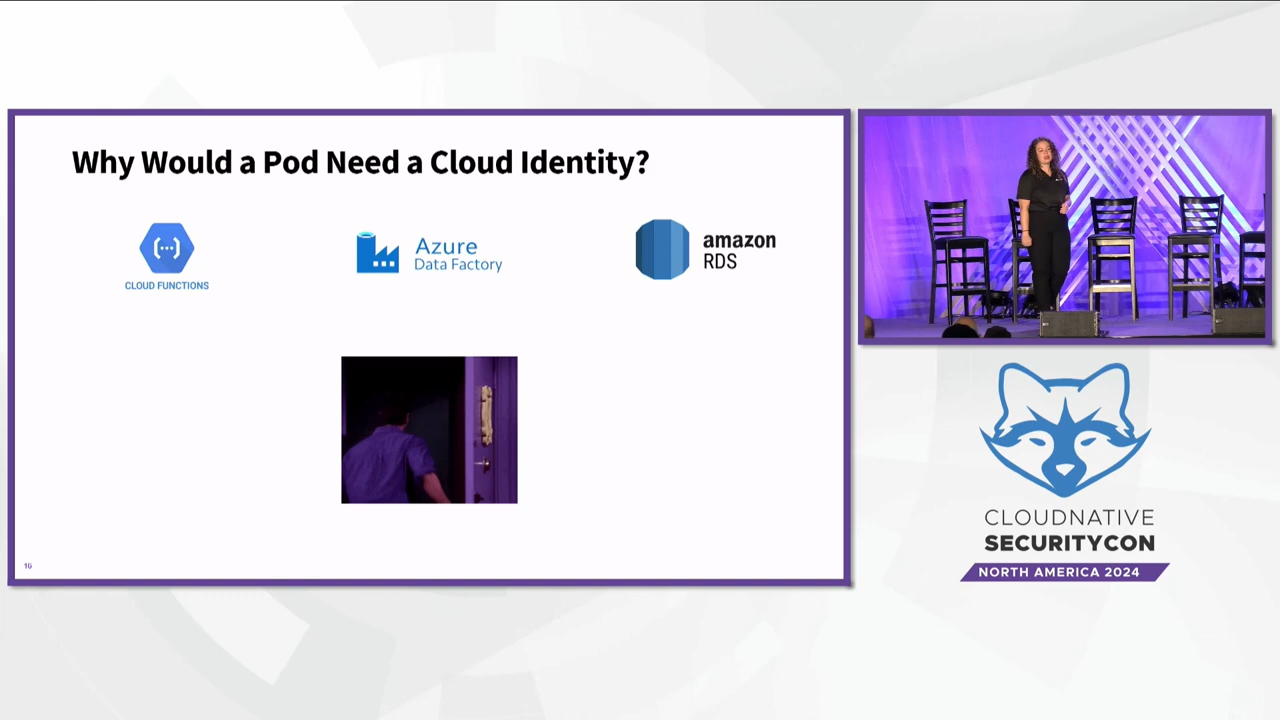 Why Would a Pod Need a Cloud Identity?
CLOUD FUNCTIONS
Azure
Data Factory
amazon
RDS
16
CLOUDNATIVE
SECURITYCON
NORTH AMERICA 2024